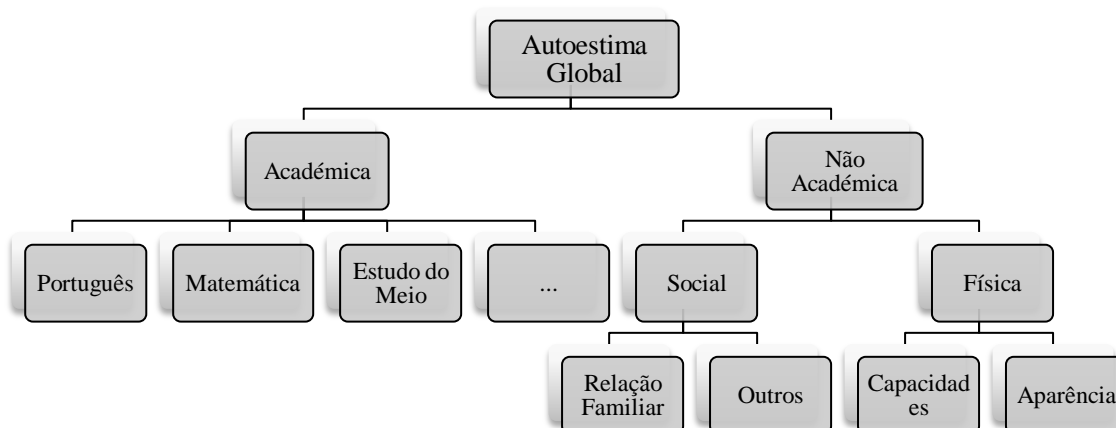 Autoestima
Global
Académica
Não
Académica
Português
Matemática
Estudo do
Meio
...
Social
Física
Relação
Familiar
Outros
Capacidad
es
Aparência